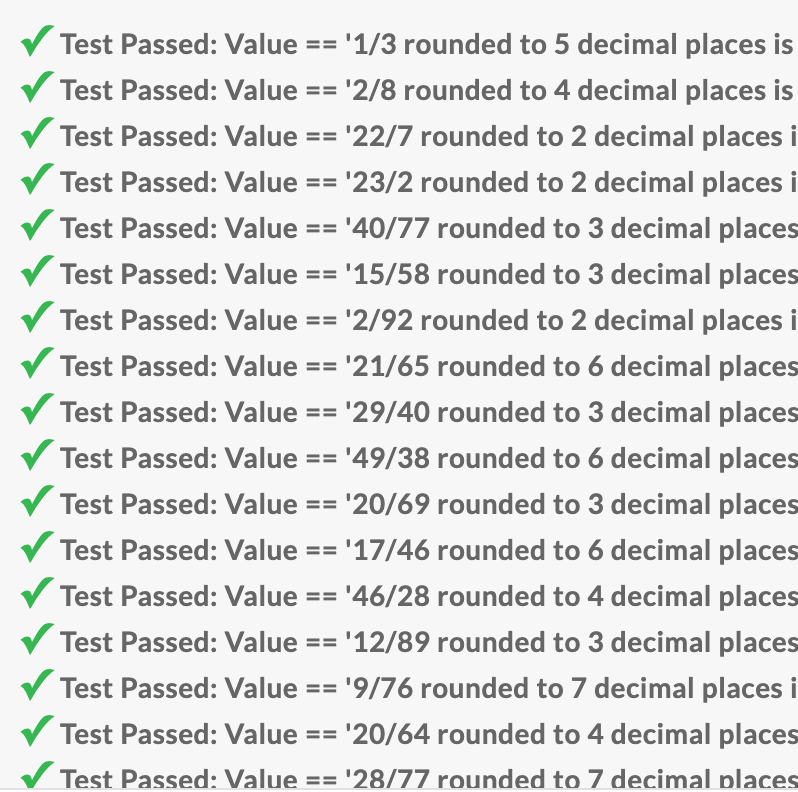 Test Passed: Value == '1/3 rounded to 5 decimal places is
Test Passed: Value == '2/8 rounded to 4 decimal places is
Test Passed: Value == '22/7 rounded to 2 decimal places i
Test Passed: Value == '23/2 rounded to 2 decimal places i
Test Passed: Value == '40/77 rounded to 3 decimal places
Test Passed: Value == '15/58 rounded to 3 decimal places
Test Passed: Value == '2/92 rounded to 2 decimal places i
Test Passed: Value == '21/65 rounded to 6 decimal places
Test Passed: Value == '29/40 rounded to 3 decimal places
Test Passed: Value == '49/38 rounded to 6 decimal places
Test Passed: Value == '20/69 rounded to 3 decimal places
Test Passed: Value == '17/46 rounded to 6 decimal places
Test Passed: Value == '46/28 rounded to 4 decimal places
Test Passed: Value == '12/89 rounded to 3 decimal places
Test Passed: Value == '9/76 rounded to 7 decimal places i
Test Passed: Value == '20/64 rounded to 4 decimal places
Test Passed: Value == '28/77 rounded to 7 decimal places